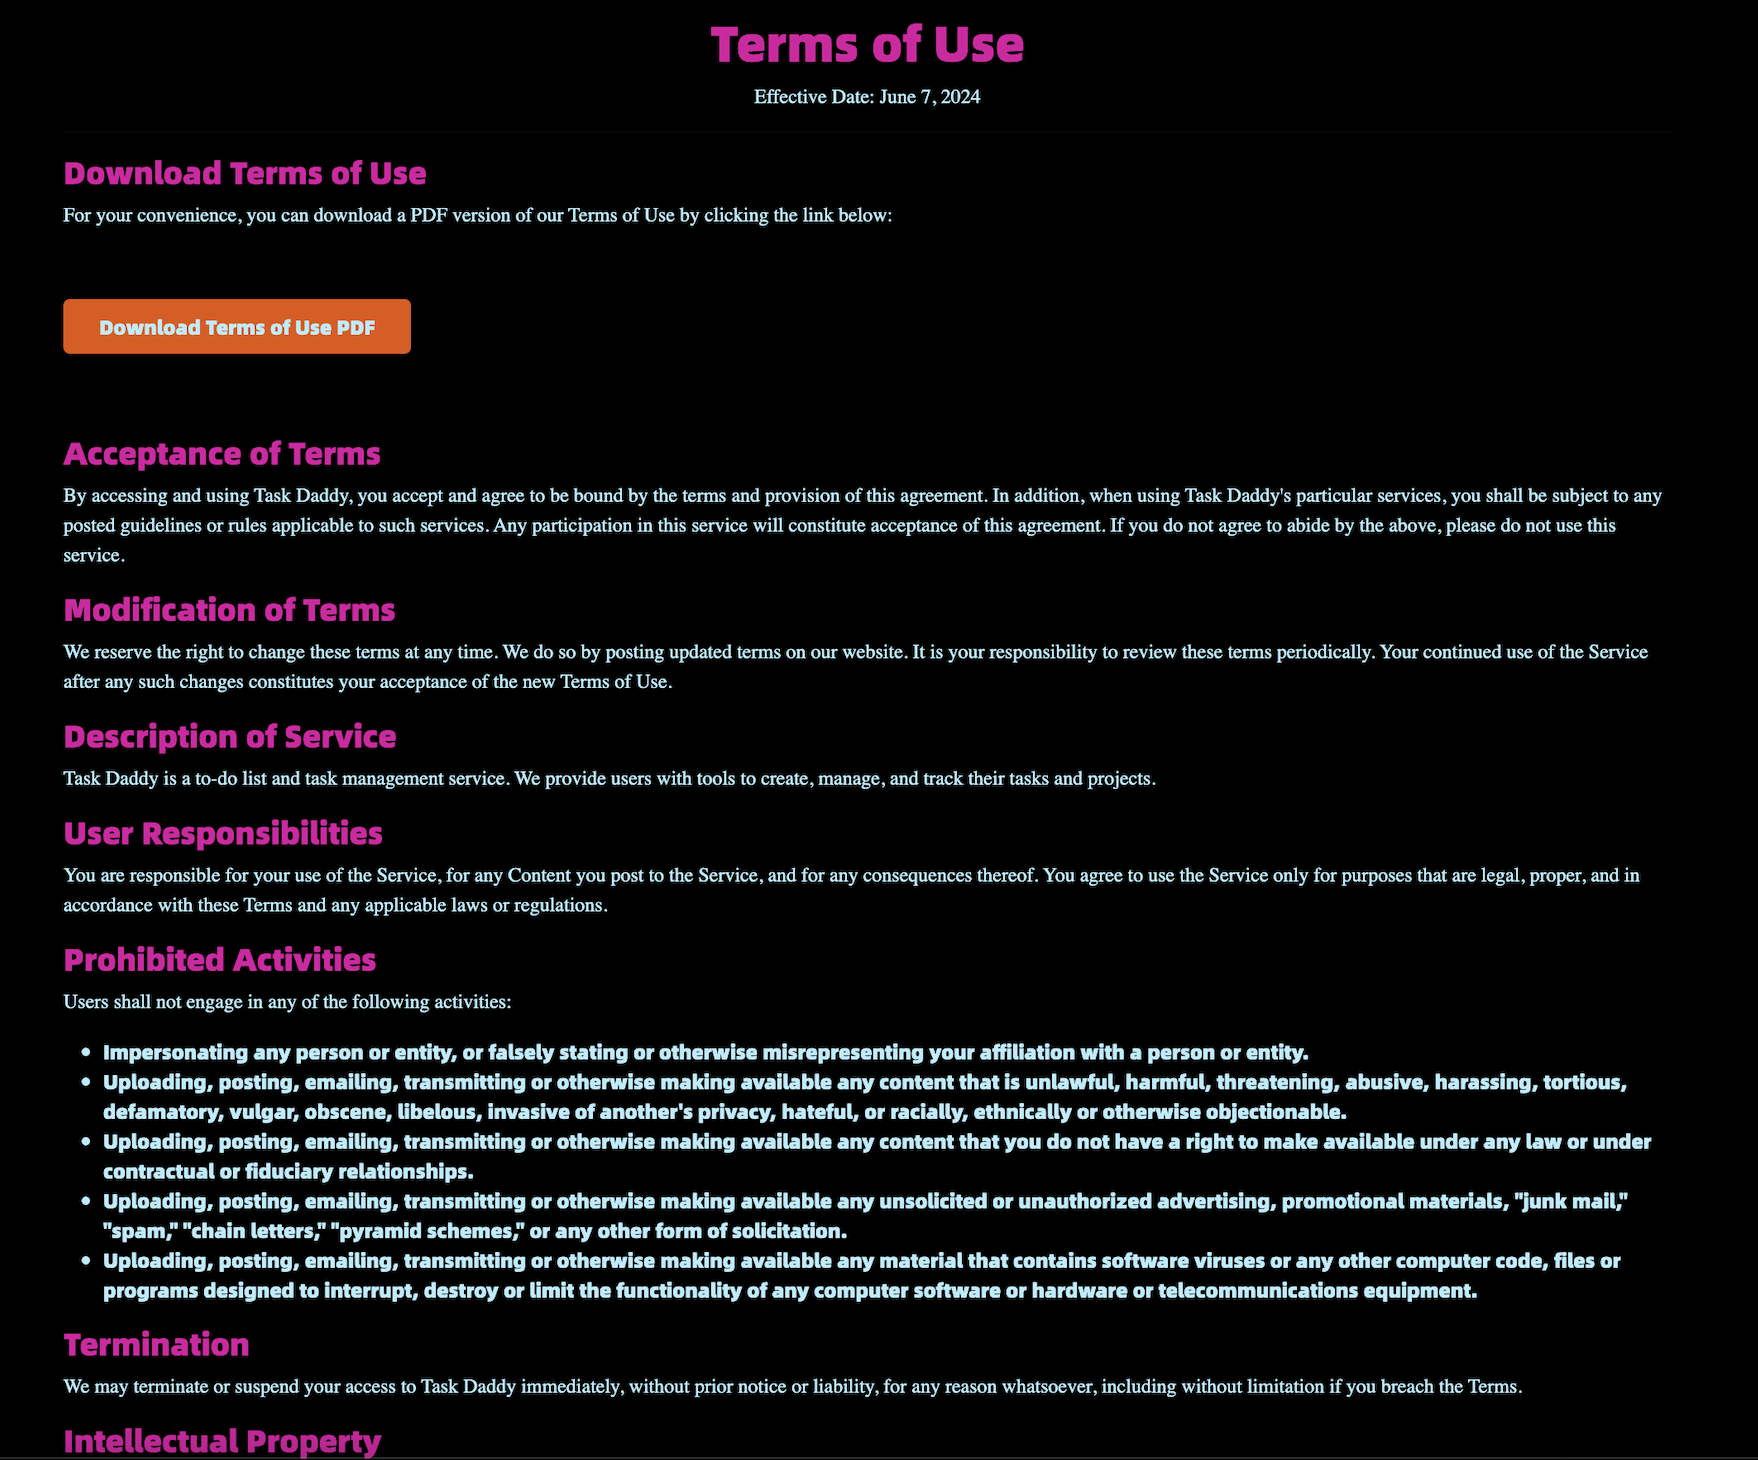 Terms of Use
Effective Date: June 7, 2024
Download Terms of Use
For your convenience, you can download a PDF version of our Terms of Use by clicking the link below:
Download Terms of Use PDF
Acceptance of Terms
By accessing and using Task Daddy, you accept and agree to be bound by the terms and provision of this agreement. In addition, when using Task Daddy's particular services, you shall be subject to any
posted guidelines or rules applicable to such services. Any participation in this service will constitute acceptance of this agreement. If you do not agree to abide by the above, please do not use this
service.
Modification of Terms
We reserve the right to change these terms at any time. We do so by posting updated terms on our website. It is your responsibility to review these terms periodically. Your continued use of the Service
after any such changes constitutes your acceptance of the new Terms of Use.
Description of Service
Task Daddy is a to-do list and task management service. We provide users with tools to create, manage, and track their tasks and projects.
User Responsibilities
You are responsible for your use of the Service, for any Content you post to the Service, and for any consequences thereof. You agree to use the Service only for purposes that are legal, proper, and in
accordance with these Terms and any applicable laws or regulations.
Prohibited Activities
Users shall not engage in any of the following activities:
• Impersonating any person or entity, or falsely stating or otherwise misrepresenting your affiliation with a person or entity.
• Uploading, posting, emailing, transmitting or otherwise making available any content that is unlawful, harmful, threatening, abusive, harassing, tortious,
defamatory, vulgar, obscene, libelous, invasive of another's privacy, hateful, or racially, ethnically or otherwise objectionable.
• Uploading, posting, emailing, transmitting or otherwise making available any content that you do not have a right to make available under any law or under
contractual or fiduciary relationships.
• Uploading, posting, emailing, transmitting or otherwise making available any unsolicited or unauthorized advertising, promotional materials, "junk mail,"
"spam," "chain letters," "pyramid schemes," or any other form of solicitation.
• Uploading, posting, emailing, transmitting or otherwise making available any material that contains software viruses or any other computer code, files or
programs designed to interrupt, destroy or limit the functionality of any computer software or hardware or telecommunications equipment.
Termination
We may terminate or suspend your access to Task Daddy immediately, without prior notice or liability, for any reason whatsoever, including without limitation if you breach the Terms.
Intellectual Property